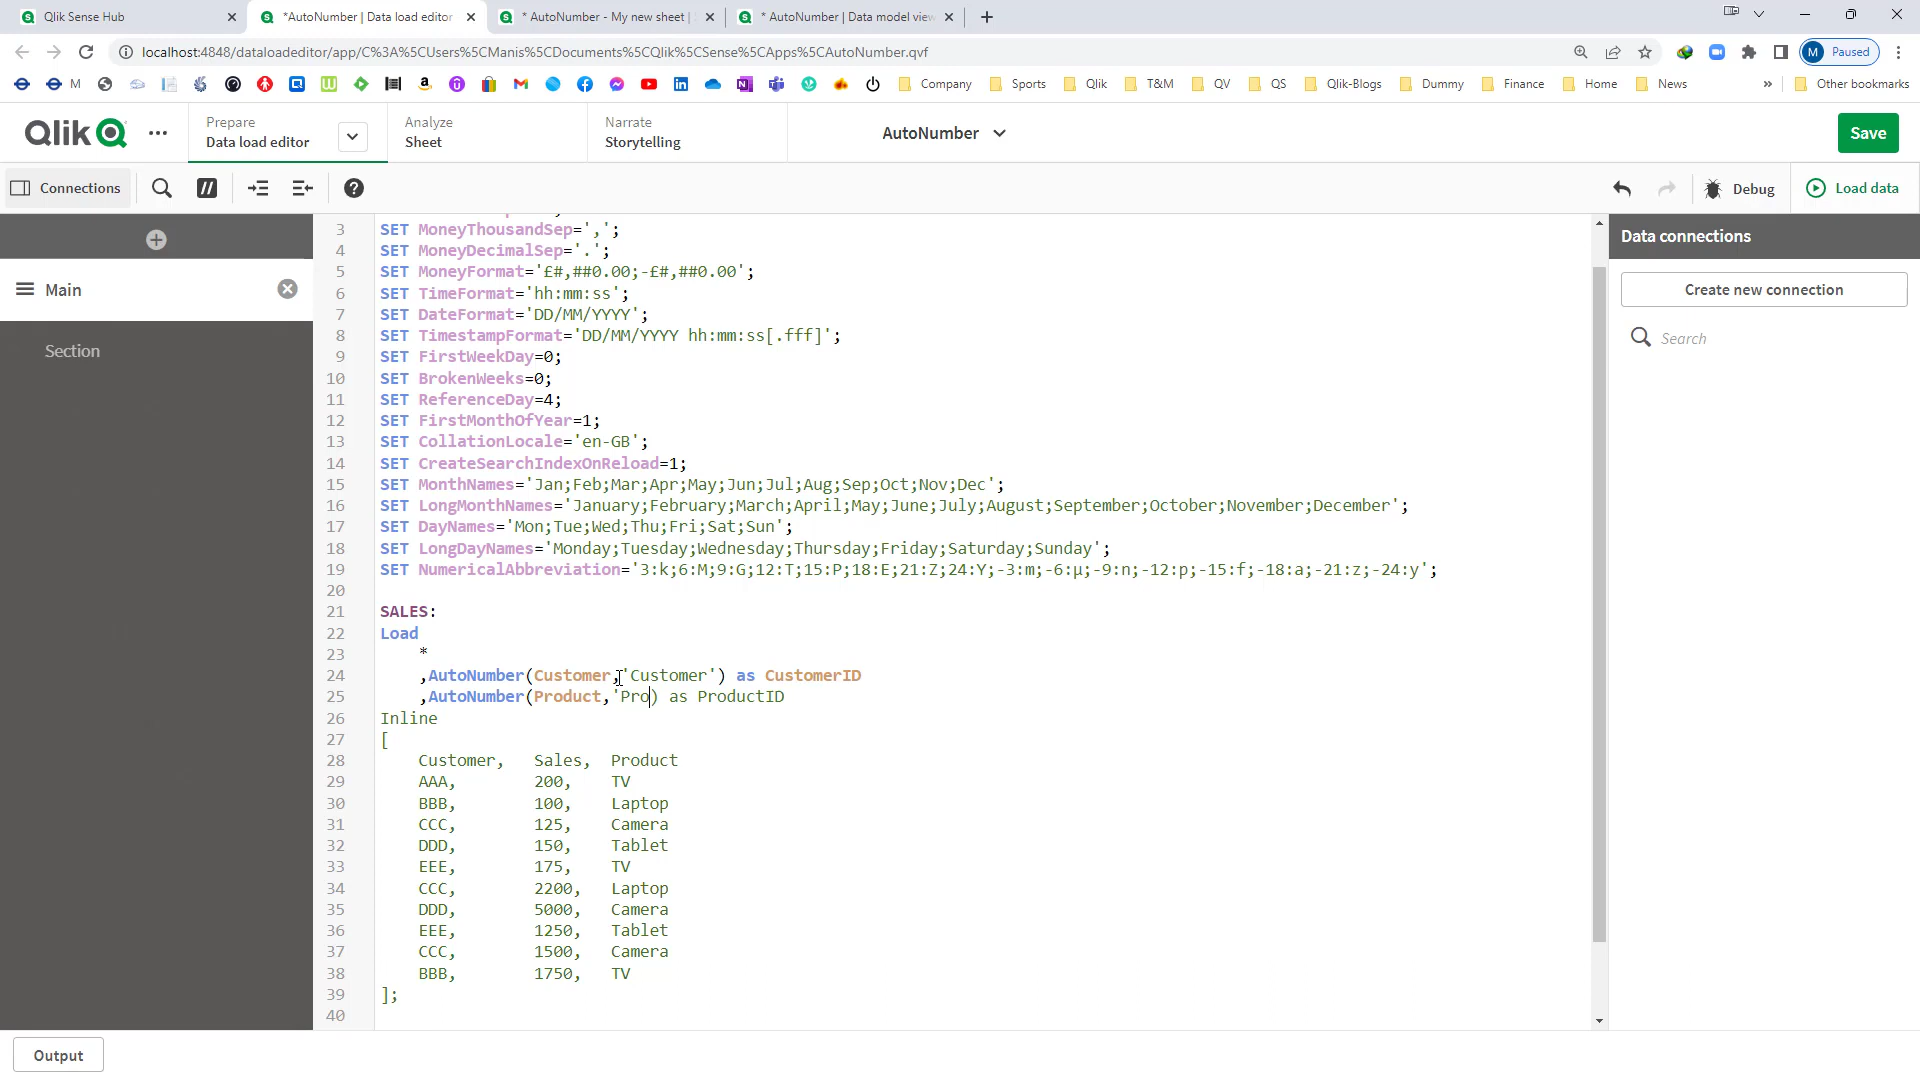 Qlik Sense Hub
*AutoNumber | Data load editor
* AutoNumber - My new sheet |
* AutoNumber | Data model view
localhost:4848/dataloadeditor/app/C%3A%5CUsers%5CManis%5CDocuments%5CQlik%5CSense%5CApps%5CAutoNumber.qvf
M Paused
M
Company
Sports
Qlik
T&M
QV
QS
Qlik-Blogs
Dummy
Finance
Home
News
»
Other bookmarks
Qlik
Prepare
Data load editor
Analyze
Sheet
Narrate
Storytelling
AutoNumber
Save
Connections
Debug
Load data
Main
Section
3 SET MoneyThousandSep=',';
4 SET MoneyDecimalSep='.';
5 SET MoneyFormat='£#,##0.00;-£#,##0.00';
6 SET TimeFormat='hh:mm:ss';
7 SET DateFormat='DD/MM/YYYY';
8 SET TimestampFormat='DD/MM/YYYY hh:mm:ss[.fff]';
9 SET FirstWeekDay=0;
10 SET BrokenWeeks=0;
11 SET ReferenceDay=4;
12 SET FirstMonthOfYear=1;
13 SET CollationLocale='en-GB';
14 SET CreateSearchIndexOnReload=1;
15 SET MonthNames='Jan;Feb;Mar;Apr;May;Jun;Jul;Aug;Sep;Oct;Nov;Dec';
16 SET LongMonthNames='January;February;March;April;May;June;July;August;September;October;November;December';
17 SET DayNames='Mon;Tue;Wed;Thu;Fri;Sat;Sun';
18 SET LongDayNames='Monday;Tuesday;Wednesday;Thursday;Friday;Saturday;Sunday';
19 SET NumericalAbbreviation='3:k;6:M;9:G;12:T;15:P;18:E;21:Z;24:Y;-3:m;-6:µ;-9:n;-12:p;-15:f;-18:a;-21:z;-24:y';
20
21 SALES:
22 Load
23 *
24 ,AutoNumber(Customer,'Customer') as CustomerID
25 ,AutoNumber(Product,'Pro) as ProductID
26 Inline
27 [
28 Customer, Sales, Product
29 AAA, 200, TV
30 BBB, 100, Laptop
31 CCC, 125, Camera
32 DDD, 150, Tablet
33 EEE, 175, TV
34 CCC, 2200, Laptop
35 DDD, 5000, Camera
36 EEE, 1250, Tablet
37 CCC, 1500, Camera
38 BBB, 1750, TV
39 ];
40
Data connections
Create new connection
Search
Output